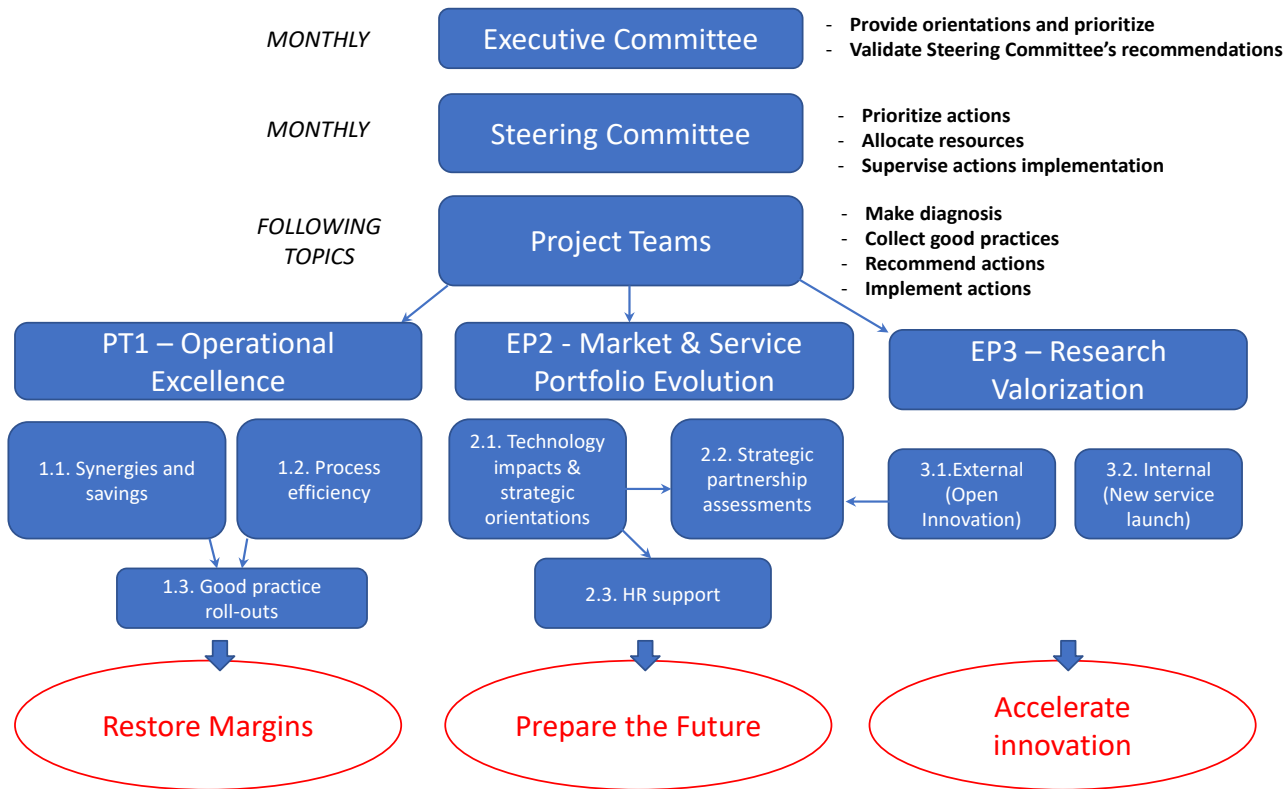 MONTHLY
Executive Committee
- Provide orientations and prioritize
- Validate Steering Committee's recommendations
MONTHLY
Steering Committee
- Prioritize actions
- Allocate resources
- Supervise actions implementation
FOLLOWING
TOPICS
Project Teams
- Make diagnosis
- Collect good practices
- Recommend actions
- Implement actions
PT1 – Operational
Excellence
EP2 - Market & Service
Portfolio Evolution
EP3 – Research
Valorization
1.1. Synergies and
savings
1.2. Process
efficiency
2.1. Technology
impacts &
strategic
orientations
2.2. Strategic
partnership
assessments
3.1.External
(Open
Innovation)
3.2. Internal
(New service
launch)
1.3. Good practice
roll-outs
2.3. HR support
Restore Margins
Prepare the Future
Accelerate
innovation